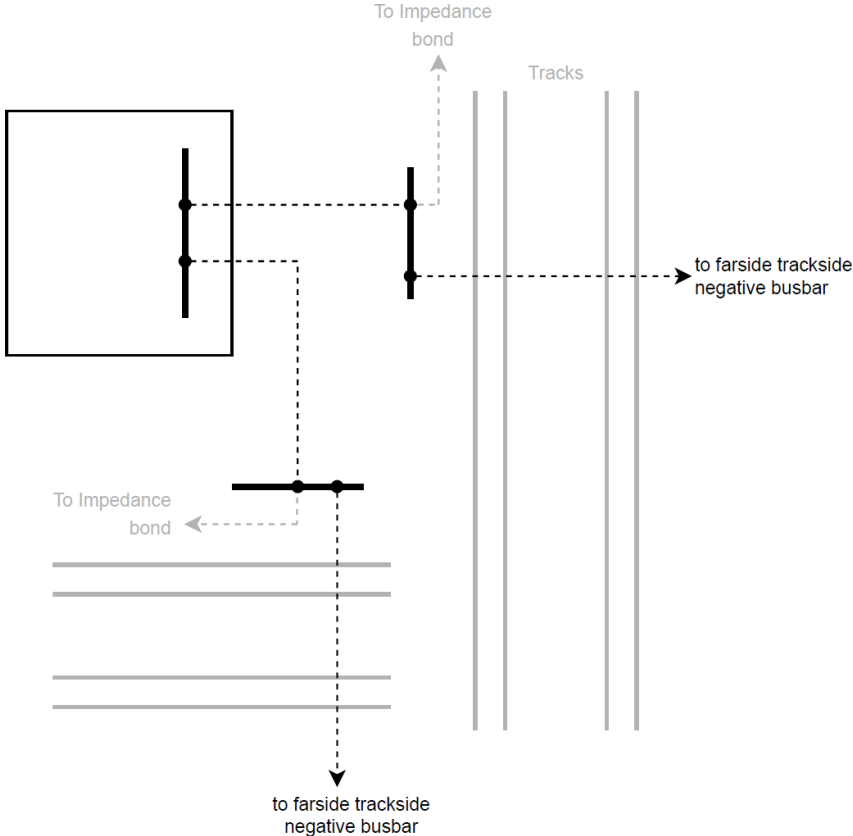 To Impedance
bond
Tracks
to farside trackside
negative busbar
To Impedance
bond
to farside trackside
negative busbar